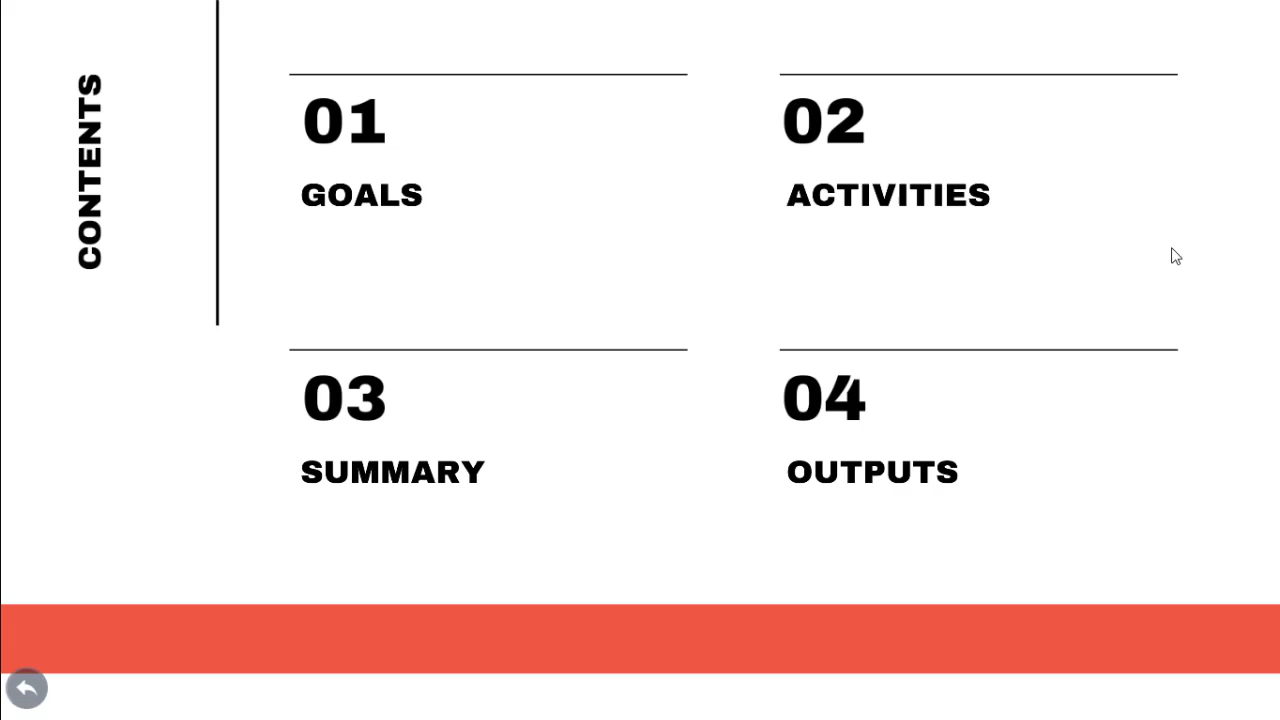 CONTENTS
01
GOALS
02
ACTIVITIES
03
SUMMARY
04
OUTPUTS